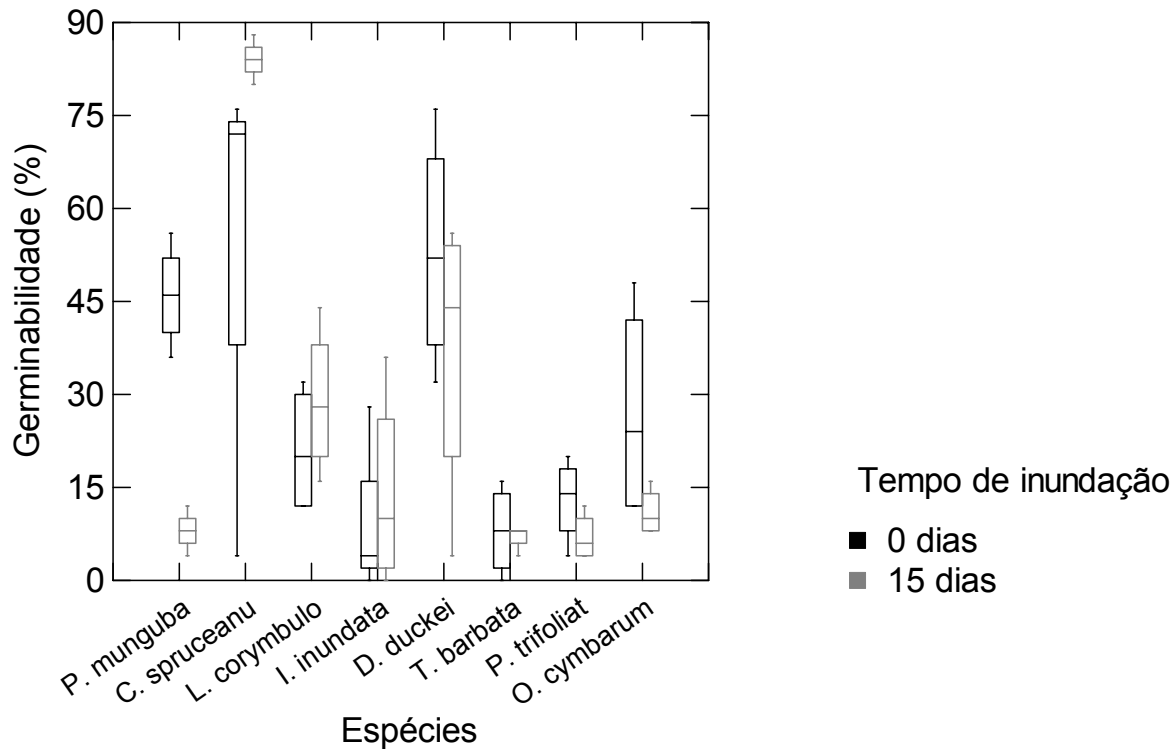 Germinabilidade (%)
90
75
60
45
30
15
0
P. munguba
C. spruceanu
L. corymbulo
I. inundata
D. duckei
T. barbata
P. trifoliat
O. cymbarum
Espécies
Tempo de inundação
0 dias
15 dias